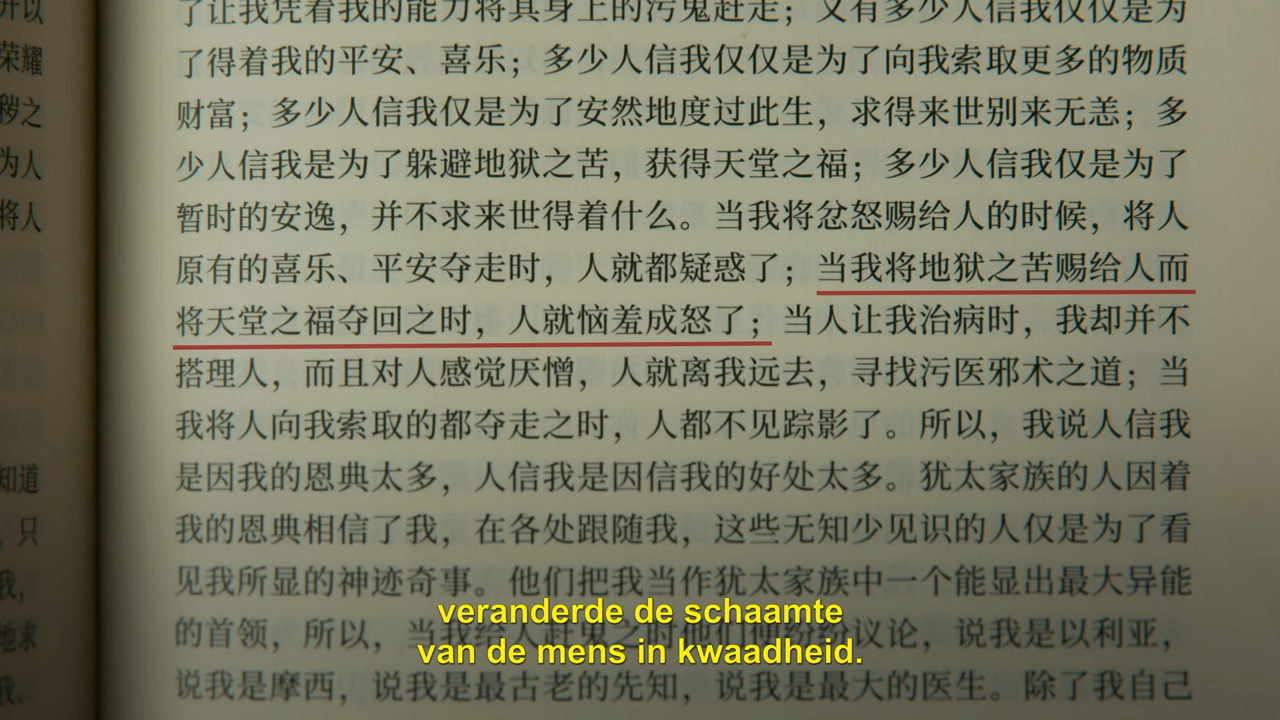 了让我凭着我的能力将其身上的污鬼赶走；又有多少人信我仅仅是为
了得着我的平安、喜乐；多少人信我仅仅是为了向我索取更多的物质
财富；多少人信我仅是为了安然地度过此生，求得来世别来无恙；多
少人信我是为了躲避地狱之苦，获得天堂之福；多少人信我仅是为了
暂时的安逸，并不求来世得着什么。当我将忿怒赐给人的时候，将人
原有的喜乐、平安夺走时，人就都疑惑了；当我将地狱之苦赐给人而
将天堂之福夺回之时，人就恼羞成怒了；当人让我治病时，我却并不
搭理人，而且对人感觉厌憎，人就离我远去，寻找污医邪术之道；当
我将人向我索取的都夺走之时，人都不见踪影了。所以，我说人信我
是因我的恩典太多，人信我是因信我的好处太多。犹太家族的人因着
我的恩典相信了我，在各处跟随我，这些无知少见识的人仅是为了看
见我所显的神迹奇事。他们把我当作犹太家族中一个能显出最大异能
的首领，所以，当我给人赶鬼之时他们便纷纷议论，说我是以利亚，
说我是摩西，说我是最古老的先知，说我是最大的医生。除了我自己
荣耀
秽之
为人
将人
知道
，只
我，
地求
我、
veranderde de schaamte
van de mens in kwaadheid.